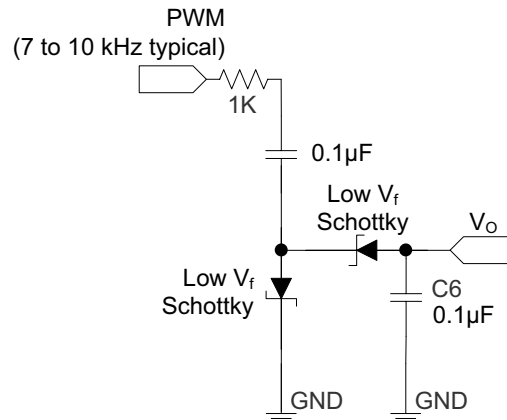 PWM
(7 to 10 kHz typical)
1K
0.1µF
Low Vf
Schottky
VO
Low Vf
Schottky
C6
0.1µF
GND
GND